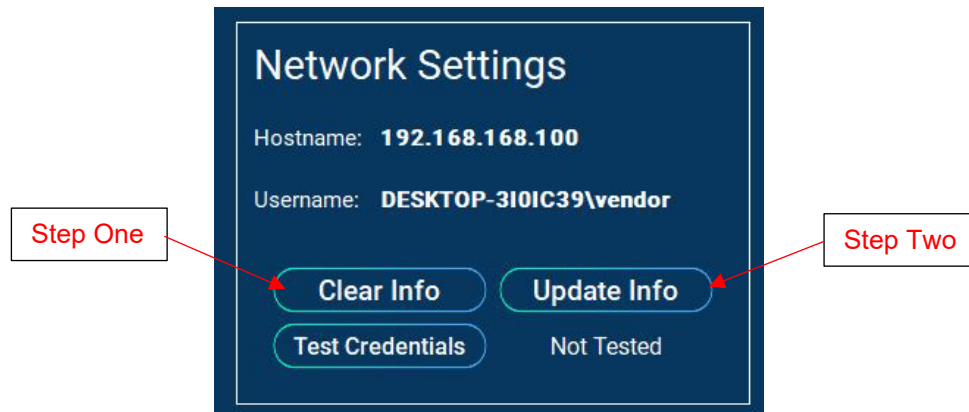 Network Settings
Hostname: 192.168.168.100
Username: DESKTOP-3I0IC39\vendor
Step One
Step Two
Clear Info Update Info
Test Credentials Not Tested